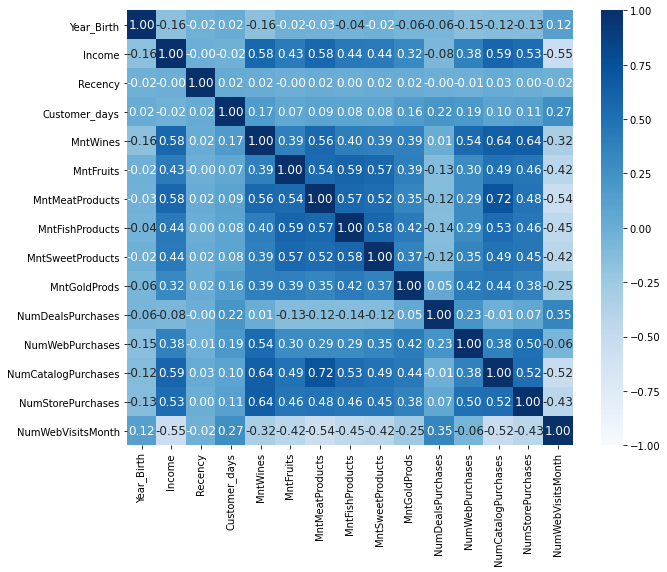 Year_Birth 1.00 -0.16 -0.02 0.02 -0.16 -0.02 -0.03 -0.04 -0.02 -0.06 -0.06 -0.15 -0.12 -0.13 0.12
Income -0.16 1.00 -0.00 -0.02 0.58 0.43 0.58 0.44 0.44 0.32 -0.08 0.38 0.59 0.53 -0.55
Recency -0.02 -0.00 1.00 0.02 0.02 -0.00 0.02 0.00 0.02 0.02 -0.00 -0.01 0.03 0.00 -0.02
Customer_days 0.02 -0.02 0.02 1.00 0.17 0.07 0.09 0.08 0.08 0.16 0.22 0.19 0.10 0.11 0.27
MntWines -0.16 0.58 0.02 0.17 1.00 0.39 0.56 0.40 0.39 0.39 0.01 0.54 0.64 0.64 -0.32
MntFruits -0.02 0.43 -0.00 0.07 0.39 1.00 0.54 0.59 0.57 0.39 -0.13 0.30 0.49 0.46 -0.42
MntMeatProducts -0.03 0.58 0.02 0.09 0.56 0.54 1.00 0.57 0.52 0.35 -0.12 0.29 0.72 0.48 -0.54
MntFishProducts -0.04 0.44 0.00 0.08 0.40 0.59 0.57 1.00 0.58 0.42 -0.14 0.29 0.53 0.46 -0.45
MntSweetProducts -0.02 0.44 0.02 0.08 0.39 0.57 0.52 0.58 1.00 0.37 -0.12 0.35 0.49 0.45 -0.42
MntGoldProds -0.06 0.32 0.02 0.16 0.39 0.39 0.35 0.42 0.37 1.00 0.05 0.42 0.44 0.38 -0.25
NumDealsPurchases -0.06 -0.08 -0.00 0.22 0.01 -0.13 -0.12 -0.14 -0.12 0.05 1.00 0.23 -0.01 0.07 0.35
NumWebPurchases -0.15 0.38 -0.01 0.19 0.54 0.30 0.29 0.29 0.35 0.42 0.23 1.00 0.38 0.50 -0.06
NumCatalogPurchases -0.12 0.59 0.03 0.10 0.64 0.49 0.72 0.53 0.49 0.44 -0.01 0.38 1.00 0.52 -0.52
NumStorePurchases -0.13 0.53 0.00 0.11 0.64 0.46 0.48 0.46 0.45 0.38 0.07 0.50 0.52 1.00 -0.43
NumWebVisitsMonth 0.12 -0.55 -0.02 0.27 -0.32 -0.42 -0.54 -0.45 -0.42 -0.25 0.35 -0.06 -0.52 -0.43 1.00
Year_Birth
Income
Recency
Customer_days
MntWines
MntFruits
MntMeatProducts
MntFishProducts
MntSweetProducts
MntGoldProds
NumDealsPurchases
NumWebPurchases
NumCatalogPurchases
NumStorePurchases
NumWebVisitsMonth
1.00
0.75
0.50
0.25
0.00
−0.25
−0.50
−0.75
−1.00